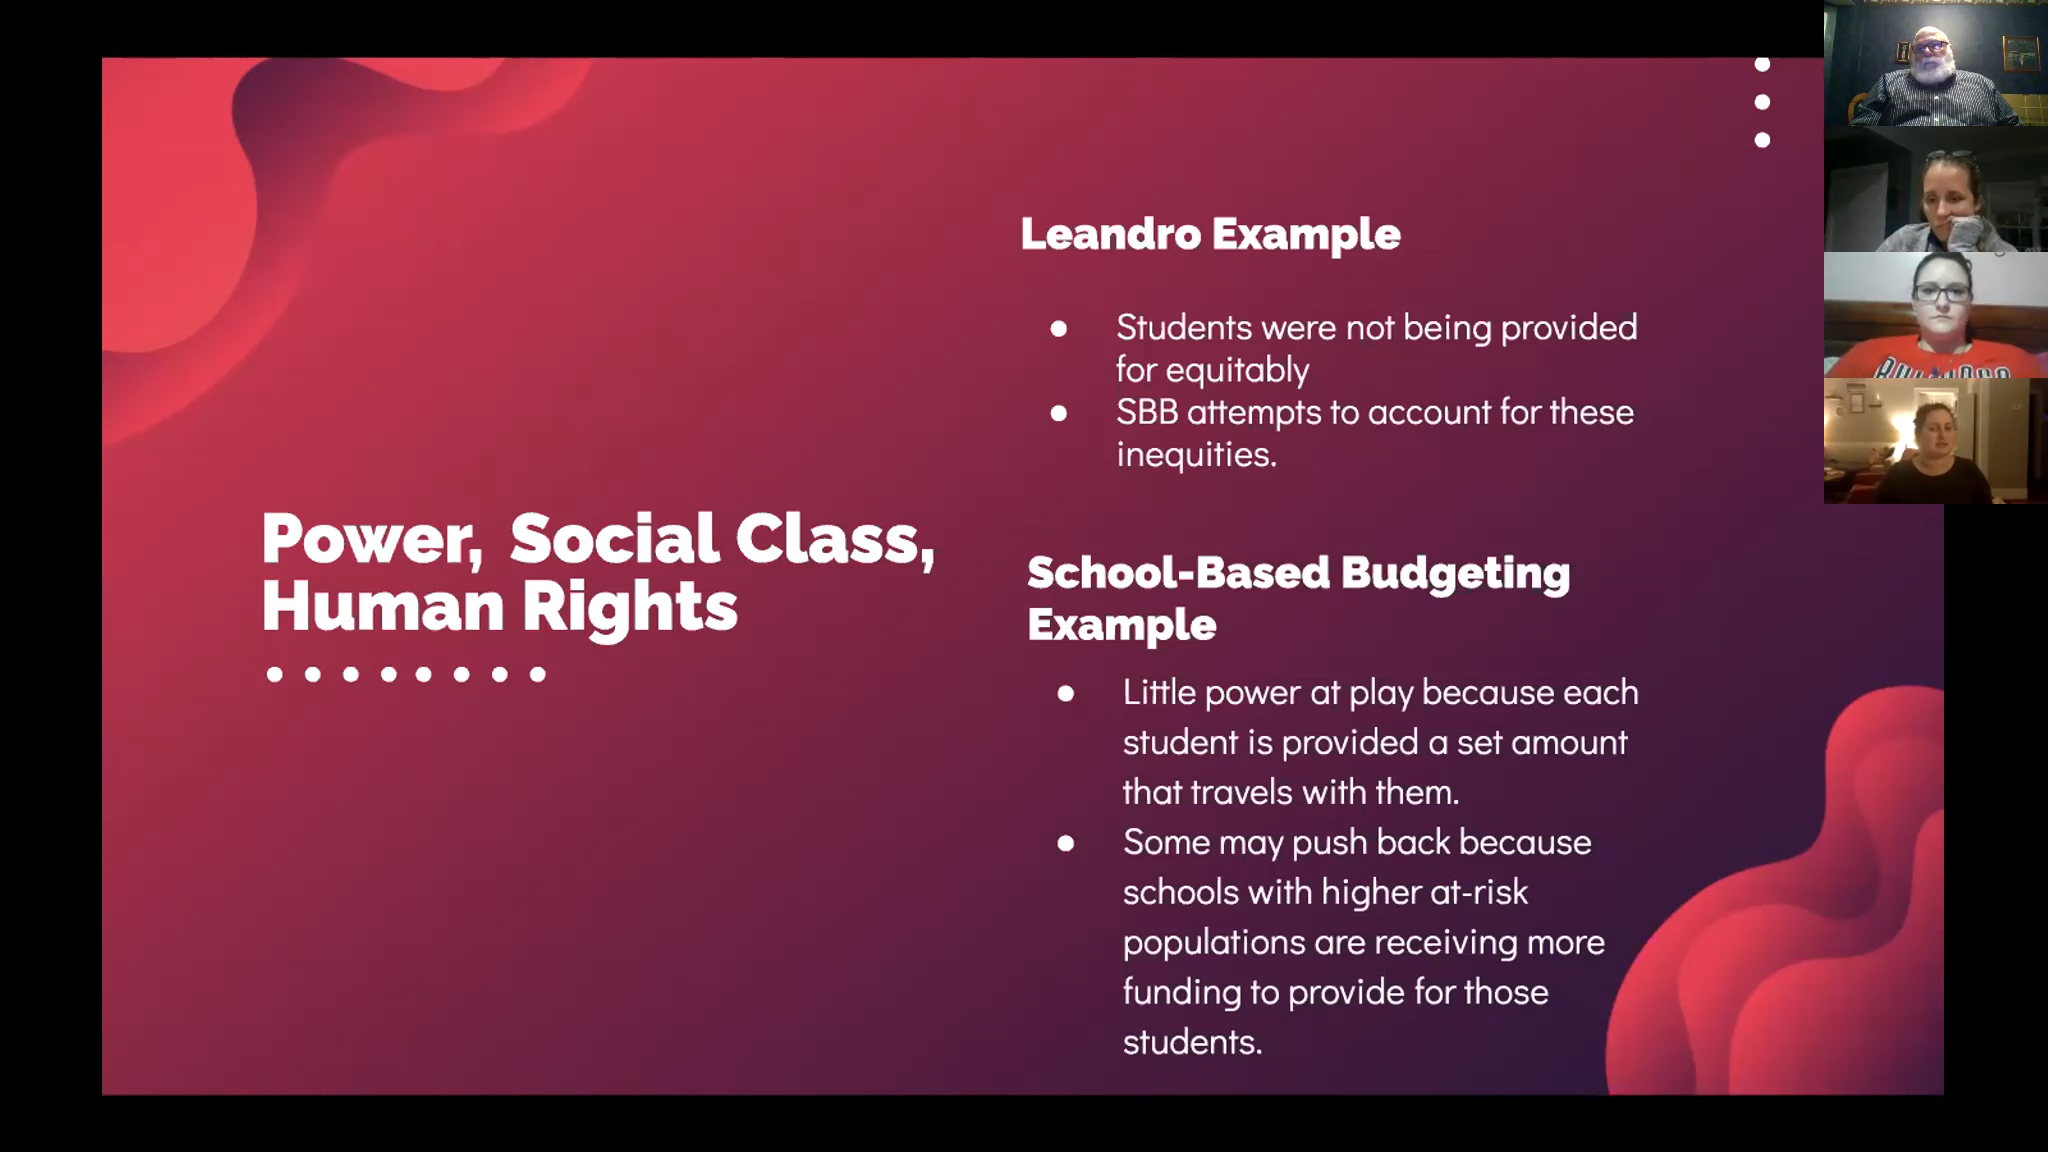 Power, Social Class,
Human Rights
Leandro Example
● Students were not being provided
for equitably
● SBB attempts to account for these
inequities.
School-Based Budgeting
Example
● Little power at play because each
student is provided a set amount
that travels with them.
● Some may push back because
schools with higher at-risk
populations are receiving more
funding to provide for those
students.